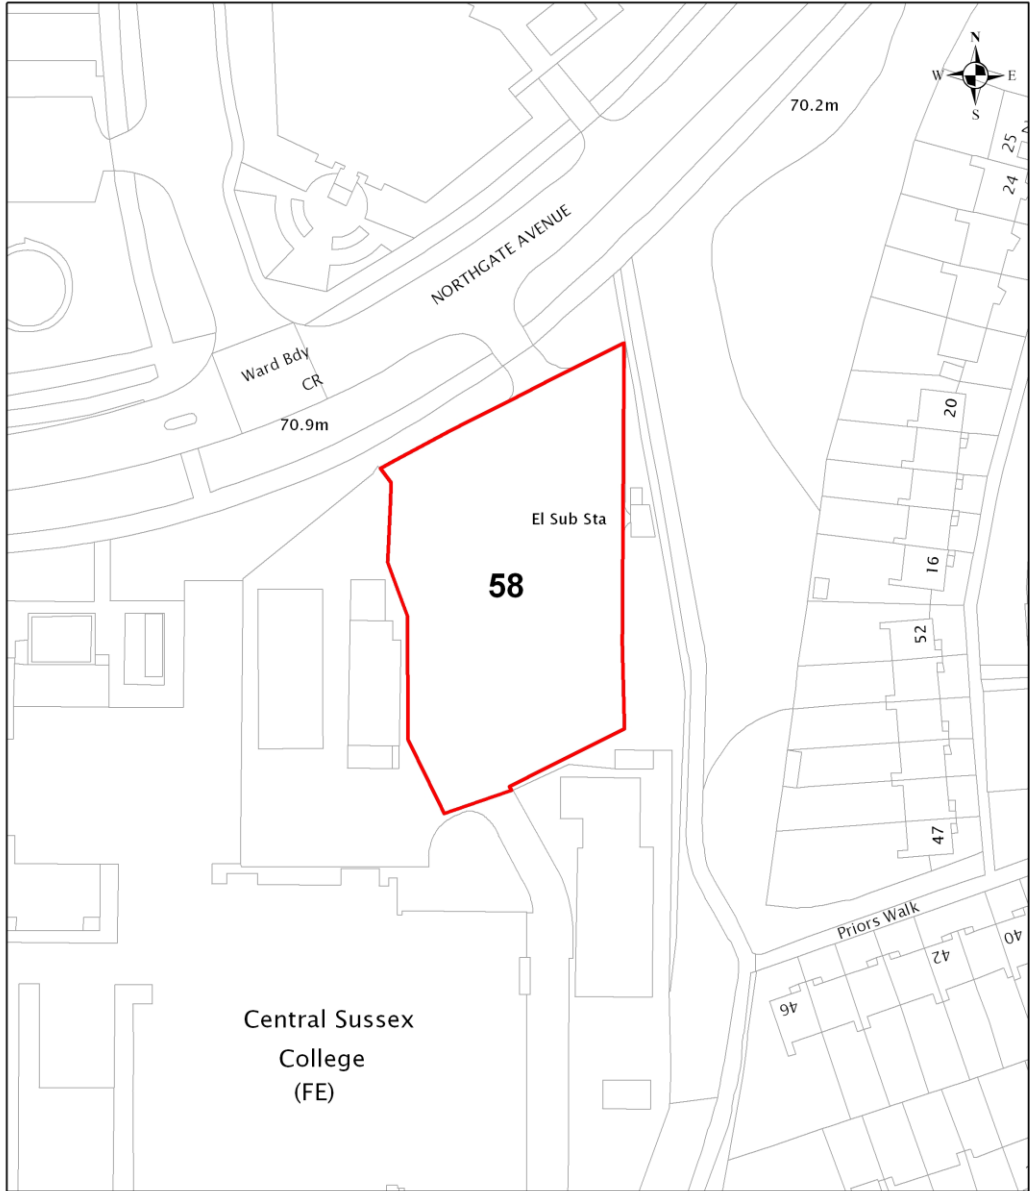 N
W E
S
70.2m
25
24
NORTHGATE AVENUE
Ward Bdy
CR
70.9m
20
El Sub Sta
16
58
52
47
Priors Walk
40
42
46
Central Sussex
College
(FE)